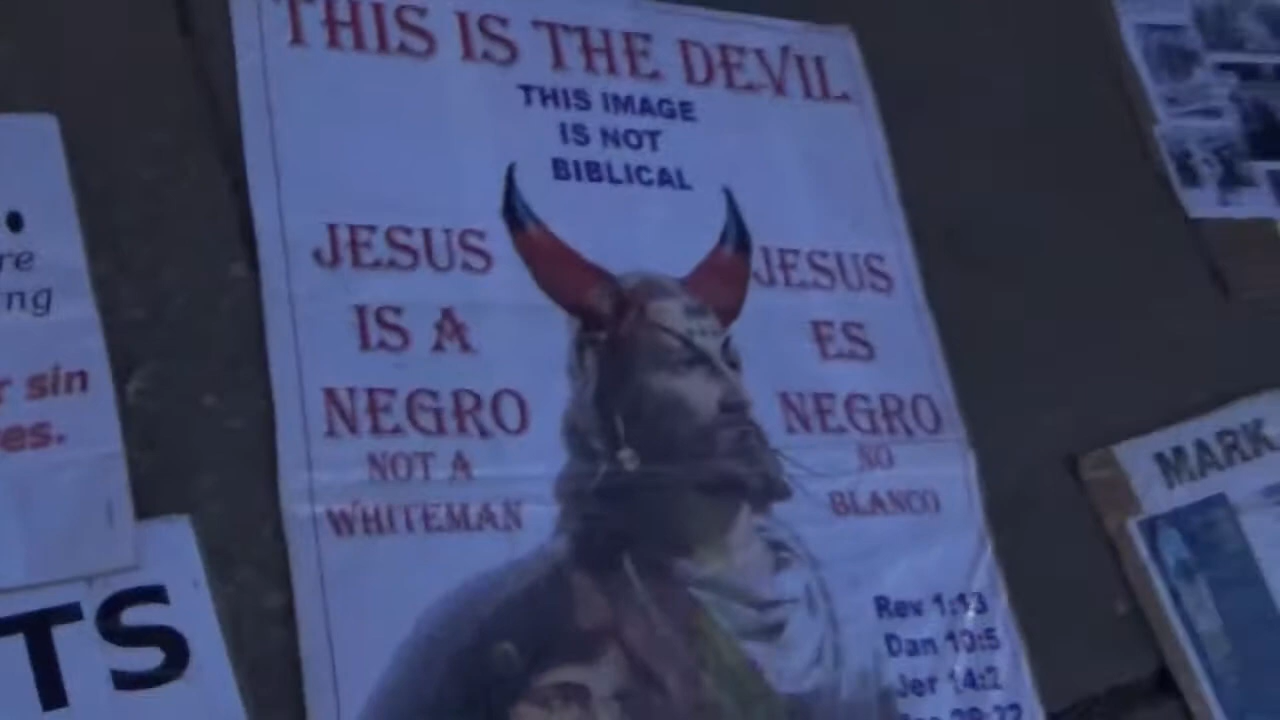 THIS IS THE DEVIL
THIS IMAGE
IS NOT
BIBLICAL
JESUS
IS A
NEGRO
NOT A
WHITEMAN
JESUS
ES
NEGRO
NO
BLANCO
Rev 1:13
Dan 10:5
Jer 14:2
re
ng
r sin
es.
TS
MARK